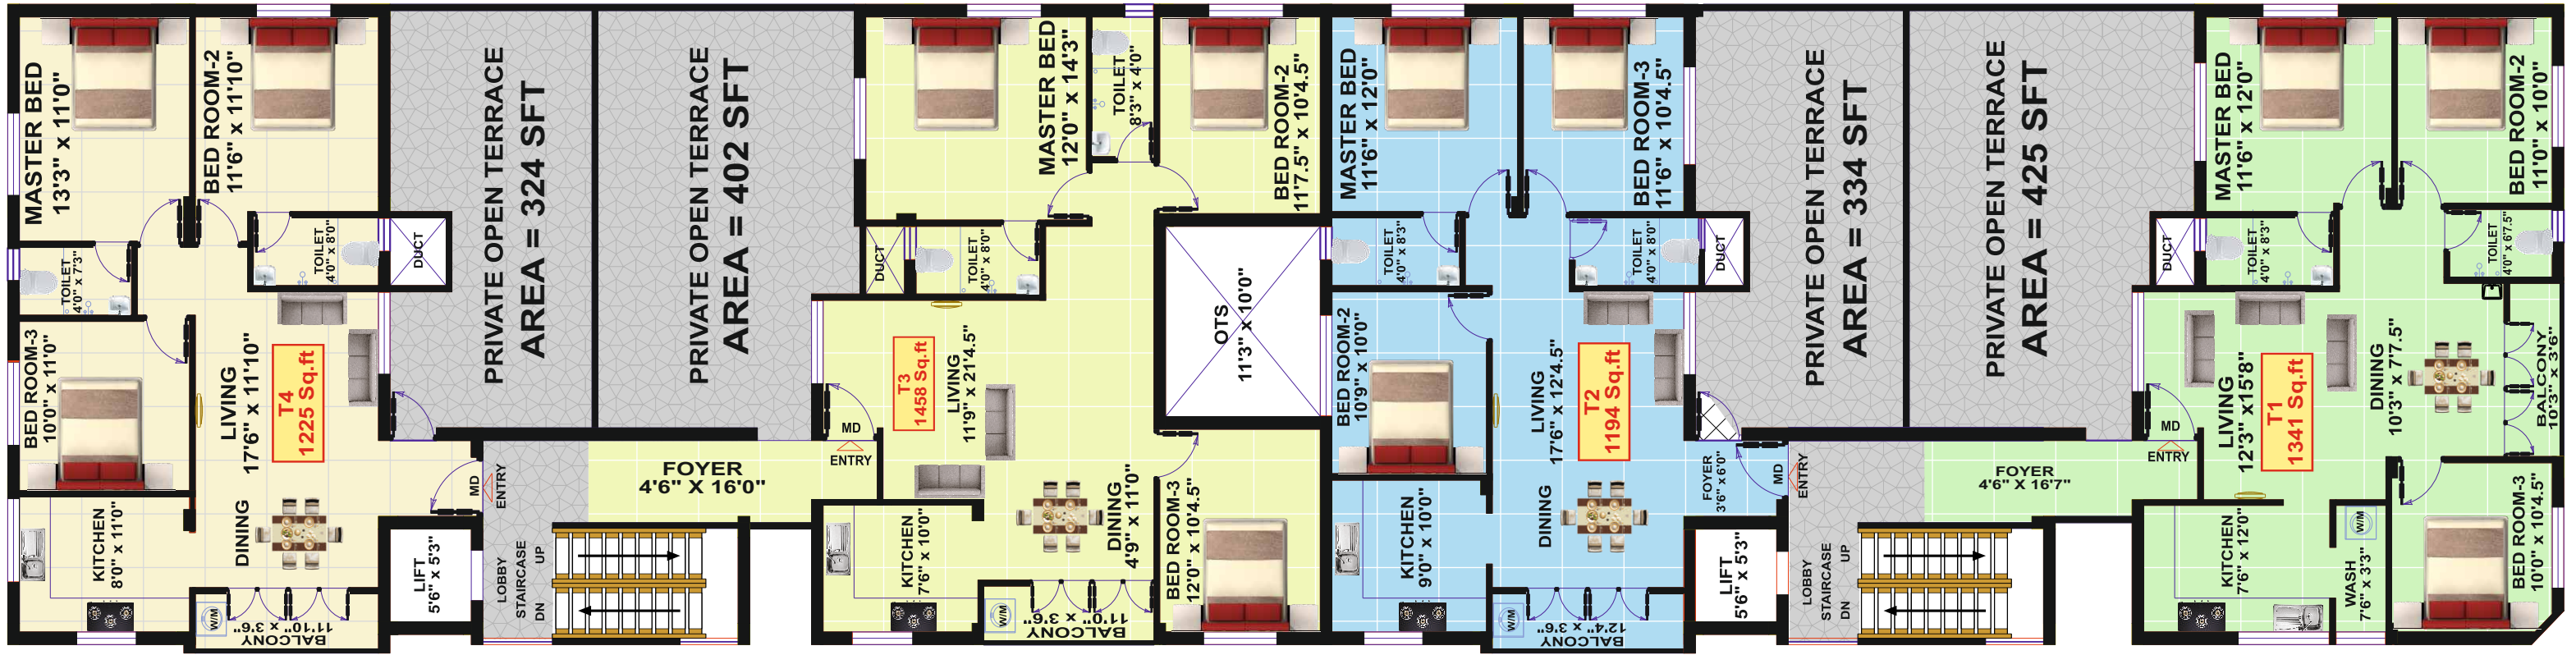 MASTER BED
13'3" x 11'0"
BED ROOM-2
11'6" x 11'10"
TOILET
4'0" x 7'3"
TOILET
4'0" x 8'0"
DUCT
BED ROOM-3
10'0" x 11'0"
LIVING
17'6" x 11'10"
T4
1225 Sq.ft
DINING
KITCHEN
8'0" x 11'0"
W/M
BALCONY
11'10" x 3'6"
LIFT
5'6" x 5'3"
MD
ENTRY
LOBBY
STAIRCASE
DN
UP
PRIVATE OPEN TERRACE
AREA = 324 SFT
PRIVATE OPEN TERRACE
AREA = 402 SFT
FOYER
4'6" X 16'0"
MD
ENTRY
MASTER BED
12'0" x 14'3"
TOILET
8'3" x 4'0"
BED ROOM-2
11'7.5" x 10'4.5"
DUCT
TOILET
4'0" x 8'0"
T3
1458 Sq.ft
LIVING
11'9" x 21'4.5"
OTS
11'3" x 10'0"
KITCHEN
7'6" x 10'0"
DINING
4'9" x 11'0"
W/M
BALCONY
11'0" x 3'6"
BED ROOM-3
12'0" x 10'4.5"
MASTER BED
11'6" x 12'0"
BED ROOM-3
11'6" x 10'4.5"
TOILET
4'0" x 8'3"
TOILET
4'0" x 8'0"
DUCT
BED ROOM-2
10'9" x 10'0"
LIVING
17'6" x 12'4.5"
T2
1194 Sq.ft
DINING
KITCHEN
9'0" x 10'0"
W/M
BALCONY
12'4" x 3'6"
FOYER
3'6" x 6'0"
MD
ENTRY
LIFT
5'6" x 5'3"
LOBBY
STAIRCASE
DN
UP
PRIVATE OPEN TERRACE
AREA = 334 SFT
PRIVATE OPEN TERRACE
AREA = 425 SFT
FOYER
4'6" X 16'7"
MD
ENTRY
MASTER BED
11'6" x 12'0"
BED ROOM-2
11'0" x 10'0"
DUCT
TOILET
4'0" x 8'3"
TOILET
4'0" x 6'7.5"
LIVING
12'3" x15'8"
T1
1341 Sq.ft
DINING
10'3" x 7'7.5"
BALCONY
10'3" x 3'6"
KITCHEN
7'6" x 12'0"
W/M
WASH
7'6" x 3'3"
BED ROOM-3
10'0" x 10'4.5"